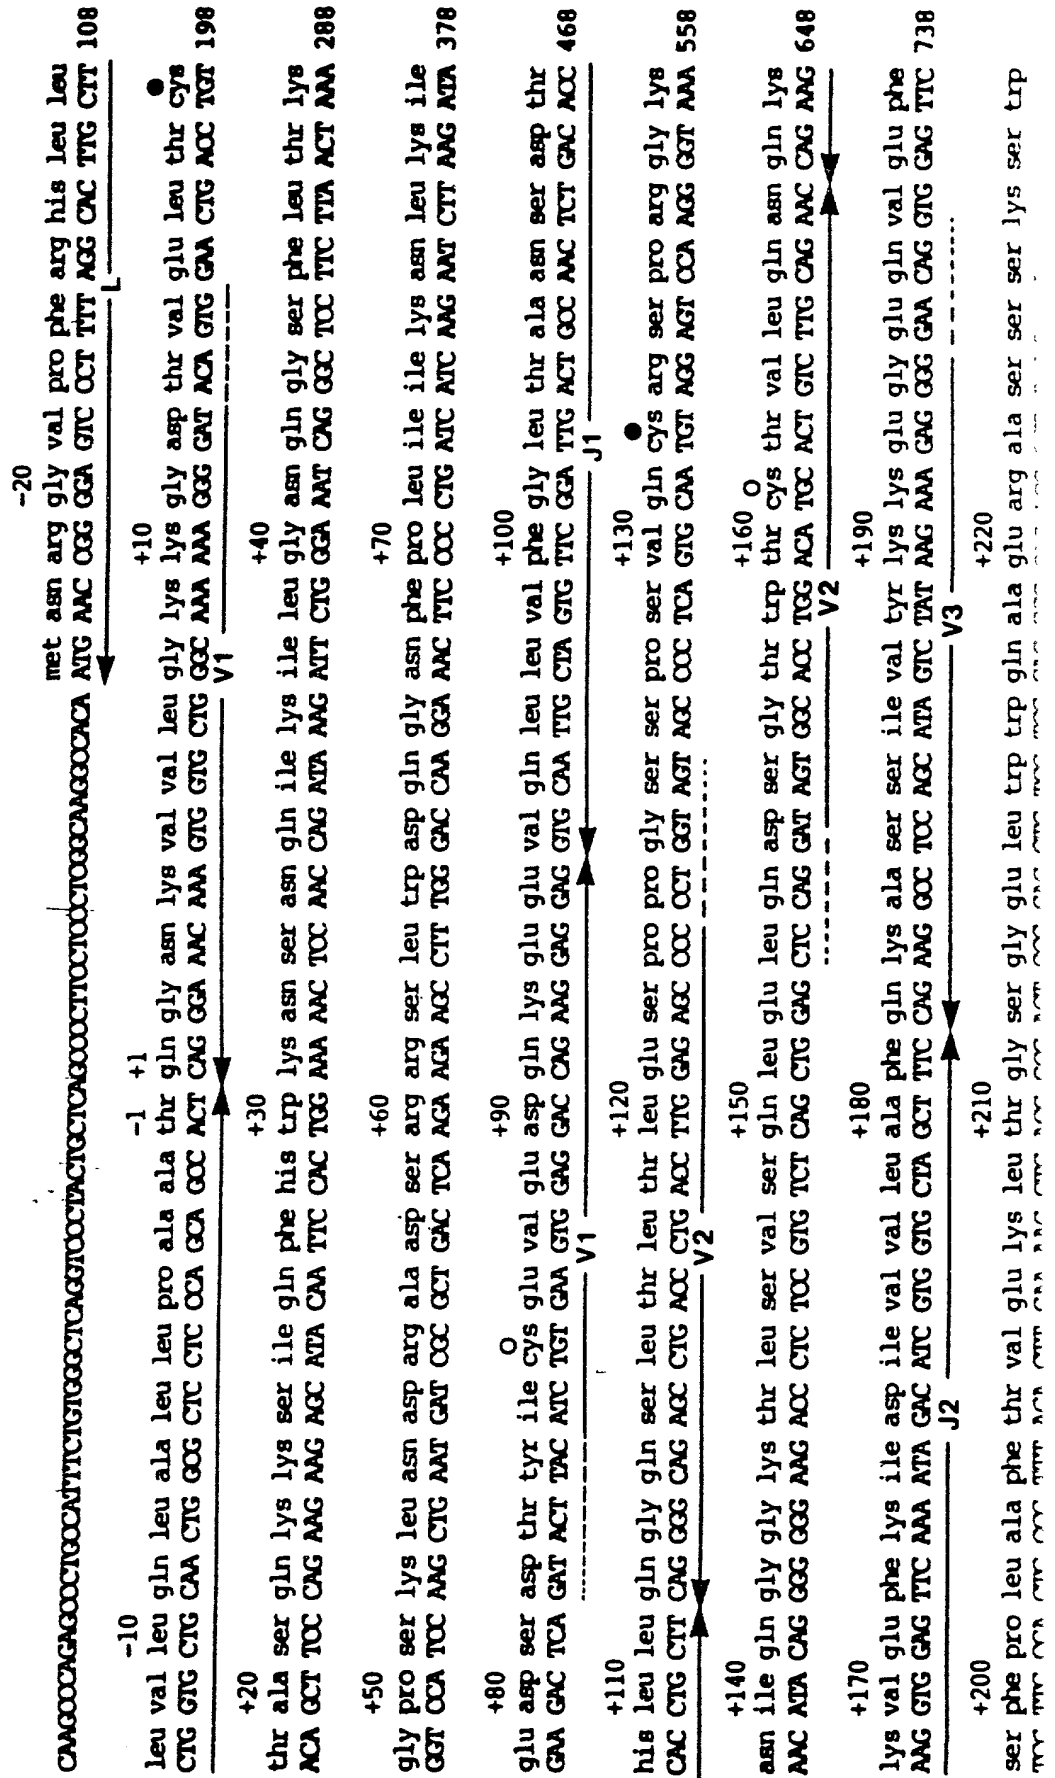 -20
met asn arg gly val pro phe arg his leu leu
CAAGCCCAGAGCCCTGCCATTTCTGTGGGCTCAGGTCCCTACTGCTCAGCCCCTTCCTCCCTCGGCAAGGCCACA ATG AAC CGG GGA GTC CCT TTT AGG CAC TTG CTT 108
L
-10 -1 +1 +10
leu val leu gln leu ala leu leu pro ala ala thr gln gly asn lys val val leu gly lys lys gly asp thr val glu leu thr cys
CTG GTG CTG CAA CTG GCG CTC CTC CCA GCA GCC ACT CAG GGA AAC AAA GTG GTG CTG GGC AAA AAA GGG GAT ACA GTG GAA CTG ACC TGT 198
V1
+20 +30 +40
thr ala ser gln lys lys ser ile gln phe his trp lys asn ser asn gln ile lys ile leu gly asn gln gly ser phe leu thr lys
ACA GCT TCC CAG AAG AAG AGC ATA CAA TTC CAC TGG AAA AAC TCC AAC CAG ATA AAG ATT CTG GGA AAT CAG GGC TCC TTC TTA ACT AAA 288
+50 +60 +70
gly pro ser lys leu asn asp arg ala asp ser arg arg ser leu trp asp gln gly asn phe pro leu ile ile lys asn leu lys ile
GGT CCA TCC AAG CTG AAT GAT CGC GCT GAC TCA AGA AGA AGC CTT TGG GAC CAA GGA AAC TTC CCC CTG ATC ATC AAG AAT CTT AAG ATA 378
+80 +90 +100
glu asp ser asp thr tyr ile cys glu val glu asp gln lys glu glu val gln leu leu val phe gly leu thr ala asn ser asp thr
GAA GAC TCA GAT ACT TAC ATC TGT GAA GTG GAG GAC CAG AAG GAG GAG GTG CAA TTG CTA GTG TTC GGA TTG ACT GCC AAC TCT GAC ACC 468
V1 J1
+110 +120 +130
his leu leu gln gly gln ser leu thr leu thr leu glu ser pro pro gly ser ser pro ser val gln cys arg ser pro arg gly lys
CAC CTG CTT CAG GGG CAG AGC CTG ACC CTG ACC TTG GAG AGC CCC CCT GGT AGT AGC CCC TCA GTG CAA TGT AGG AGT CCA AGG GGT AAA 558
V2
+140 +150 +160
asn ile gln gly gly lys thr leu ser val ser gln leu glu leu gln asp ser gly thr trp thr cys thr val leu gln asn gln lys
AAC ATA CAG GGG GGG AAG ACC CTC TCC GTG TCT CAG CTG GAG CTC CAG GAT AGT GGC ACC TGG ACA TGC ACT GTC TTG CAG AAC CAG AAG 648
V2
+170 +180 +190
lys val glu phe lys ile asp ile val val leu ala phe gln lys ala ser ser ile val tyr lys lys glu gly glu gln val glu phe
AAG GTG GAG TTC AAA ATA GAC ATC GTG GTG CTA GCT TTC CAG AAG GCC TCC AGC ATA GTC TAT AAG AAA GAG GGG GAA CAG GTG GAG TTC 738
J2 V3
+200 +210 +220
ser phe pro leu ala phe thr val glu lys leu thr gly ser gly glu leu trp trp gln ala glu arg ala ser ser ser lys ser trp